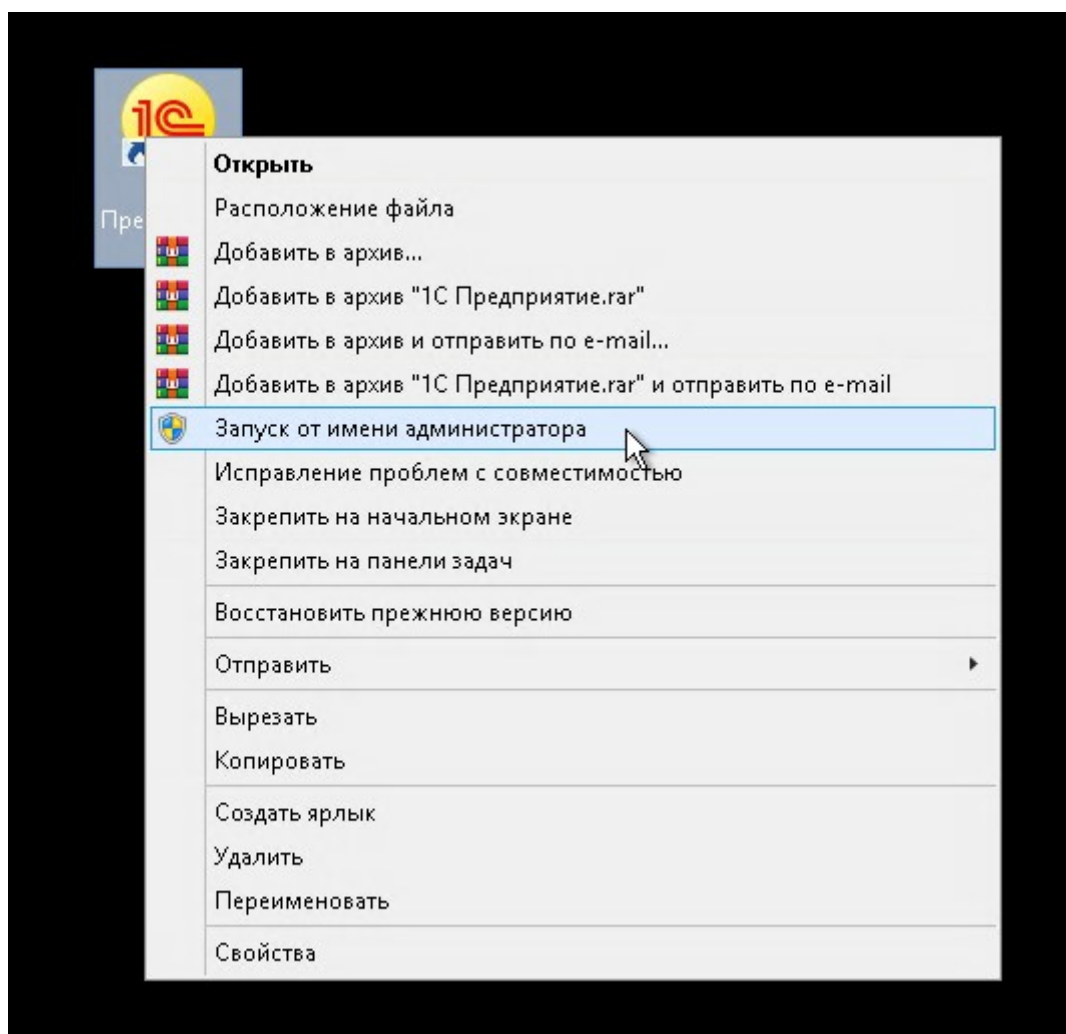 1С
Пре
Открыть
Расположение файла
Добавить в архив...
Добавить в архив "1С Предприятие.rar"
Добавить в архив и отправить по e-mail...
Добавить в архив "1С Предприятие.rar" и отправить по e-mail
Запуск от имени администратора
Исправление проблем с совместимостью
Закрепить на начальном экране
Закрепить на панели задач
Восстановить прежнюю версию
Отправить
Вырезать
Копировать
Создать ярлык
Удалить
Переименовать
Свойства